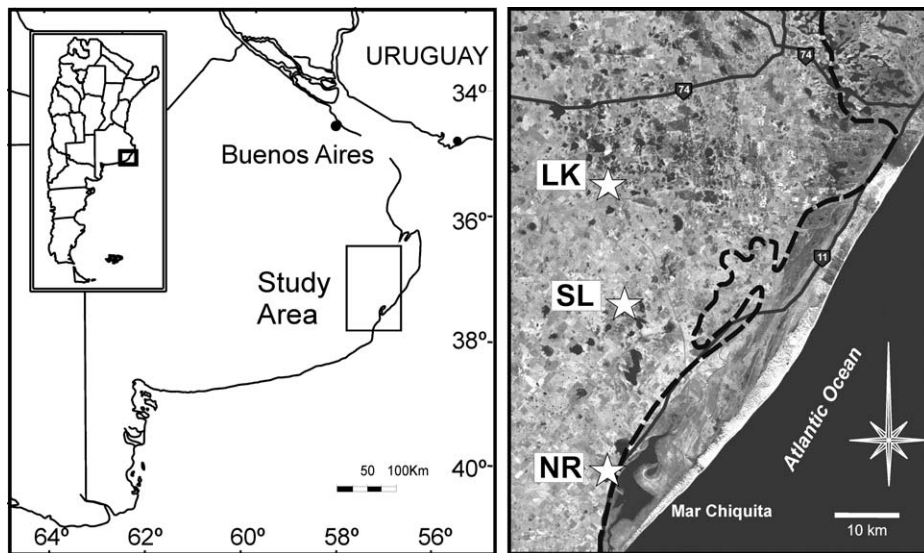 URUGUAY
34º
Buenos Aires
36º
Study
Area
38º
50 100Km
40º
64º 62º 60º 58º 56º
74
74
LK
11
SL
Atlantic Ocean
NR
Mar Chiquita
10 km